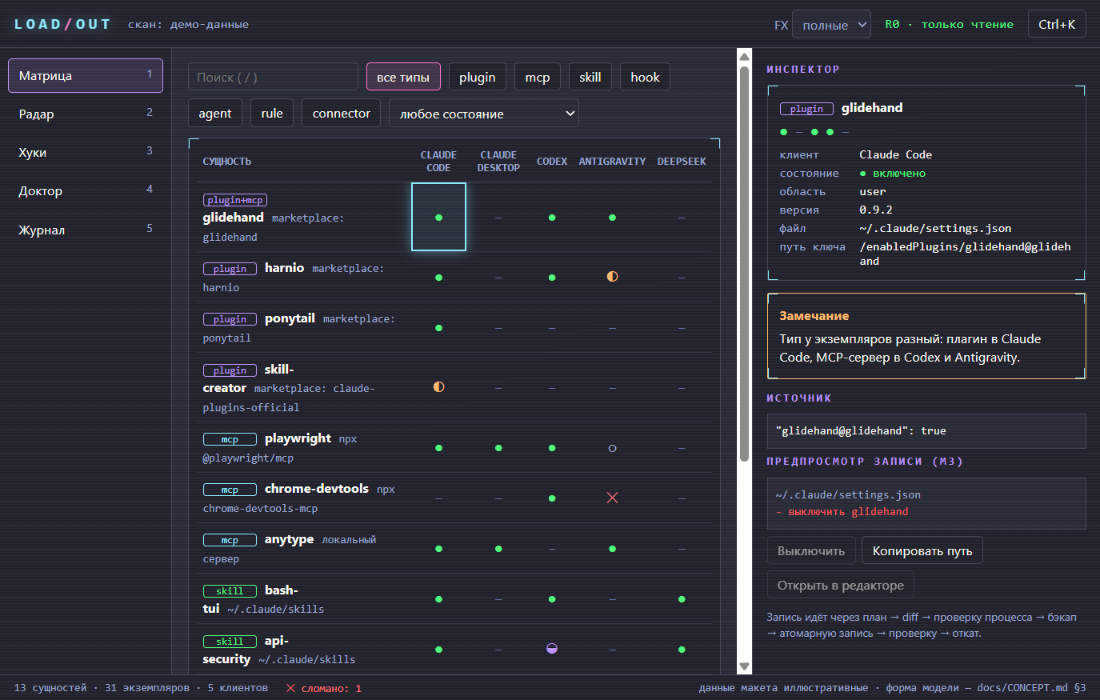 LOAD/OUT скан: демо-данные
FX полные R0 · только чтение Ctrl+K
Матрица 1
Радар 2
Хуки 3
Доктор 4
Журнал 5
Поиск ( / ) все типы plugin mcp skill hook
agent rule connector любое состояние
СУЩНОСТЬ CLAUDE CODE CLAUDE DESKTOP CODEX ANTIGRAVITY DEEPSEEK
plugin+mcp
glidehand marketplace:
glidehand
plugin harnio marketplace:
harnio
plugin ponytail marketplace:
ponytail
plugin skill-
creator marketplace: claude-
plugins-official
mcp playwright npx
@playwright/mcp
mcp chrome-devtools npx
chrome-devtools-mcp
mcp anytype локальный
сервер
skill bash-
tui ~/.claude/skills
skill api-
security ~/.claude/skills
ИНСПЕКТОР
plugin glidehand
клиент Claude Code
состояние ● включено
область user
версия 0.9.2
файл ~/.claude/settings.json
путь ключа /enabledPlugins/glidehand@glideh
and
Замечание
Тип у экземпляров разный: плагин в Claude
Code, MCP-сервер в Codex и Antigravity.
ИСТОЧНИК
"glidehand@glidehand": true
ПРЕДПРОСМОТР ЗАПИСИ (М3)
~/.claude/settings.json
- выключить glidehand
Выключить Копировать путь
Открыть в редакторе
Запись идёт через план → diff → проверку процесса → бэкап
→ атомарную запись → проверку → откат.
13 сущностей · 31 экземпляров · 5 клиентов ✕ сломано: 1
данные макета иллюстративные · форма модели — docs/CONCEPT.md §3